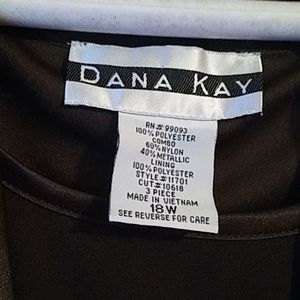 DANA KAY
RN# 99093
100% POLYESTER
COMBO
60% NYLON
40% METALLIC
LINING
100% POLYESTER
STYLE# 11701
CUT# 10618
3 PIECE
MADE IN VIETNAM
18W
SEE REVERSE FOR CARE